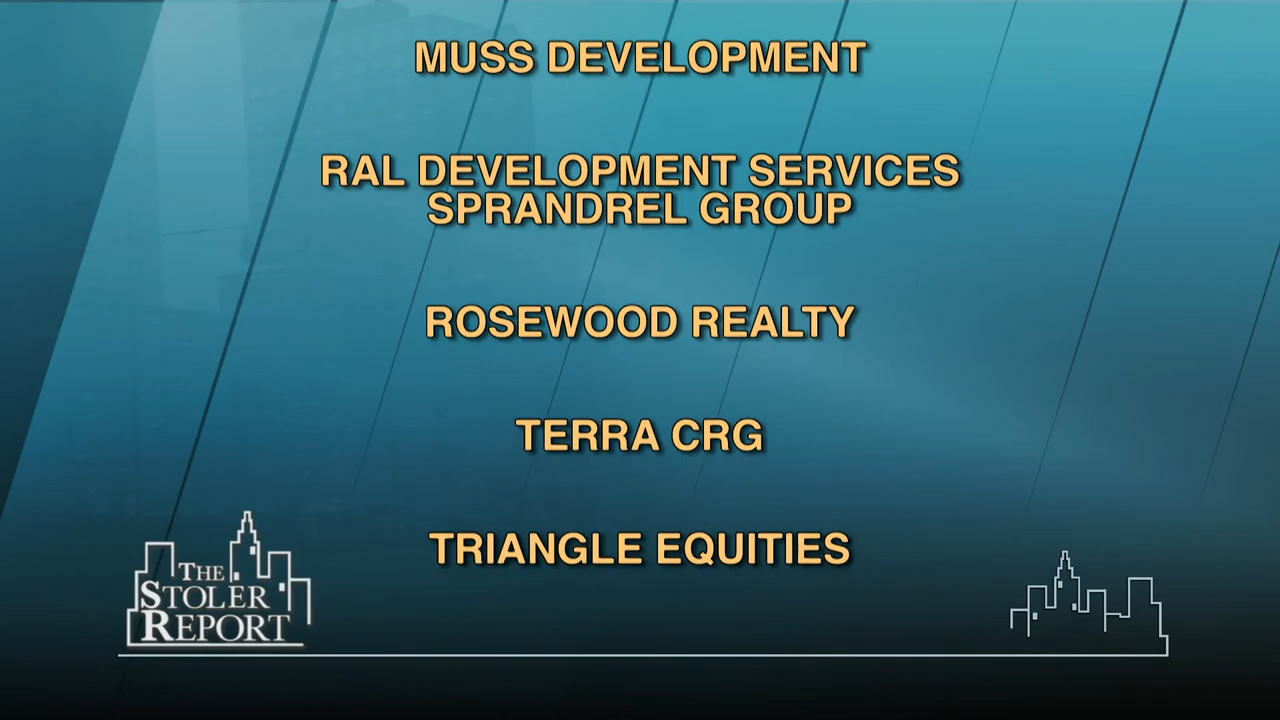 MUSS DEVELOPMENT
RAL DEVELOPMENT SERVICES
SPRANDREL GROUP
ROSEWOOD REALTY
TERRA CRG
TRIANGLE EQUITIES
THE
STOLER
REPORT